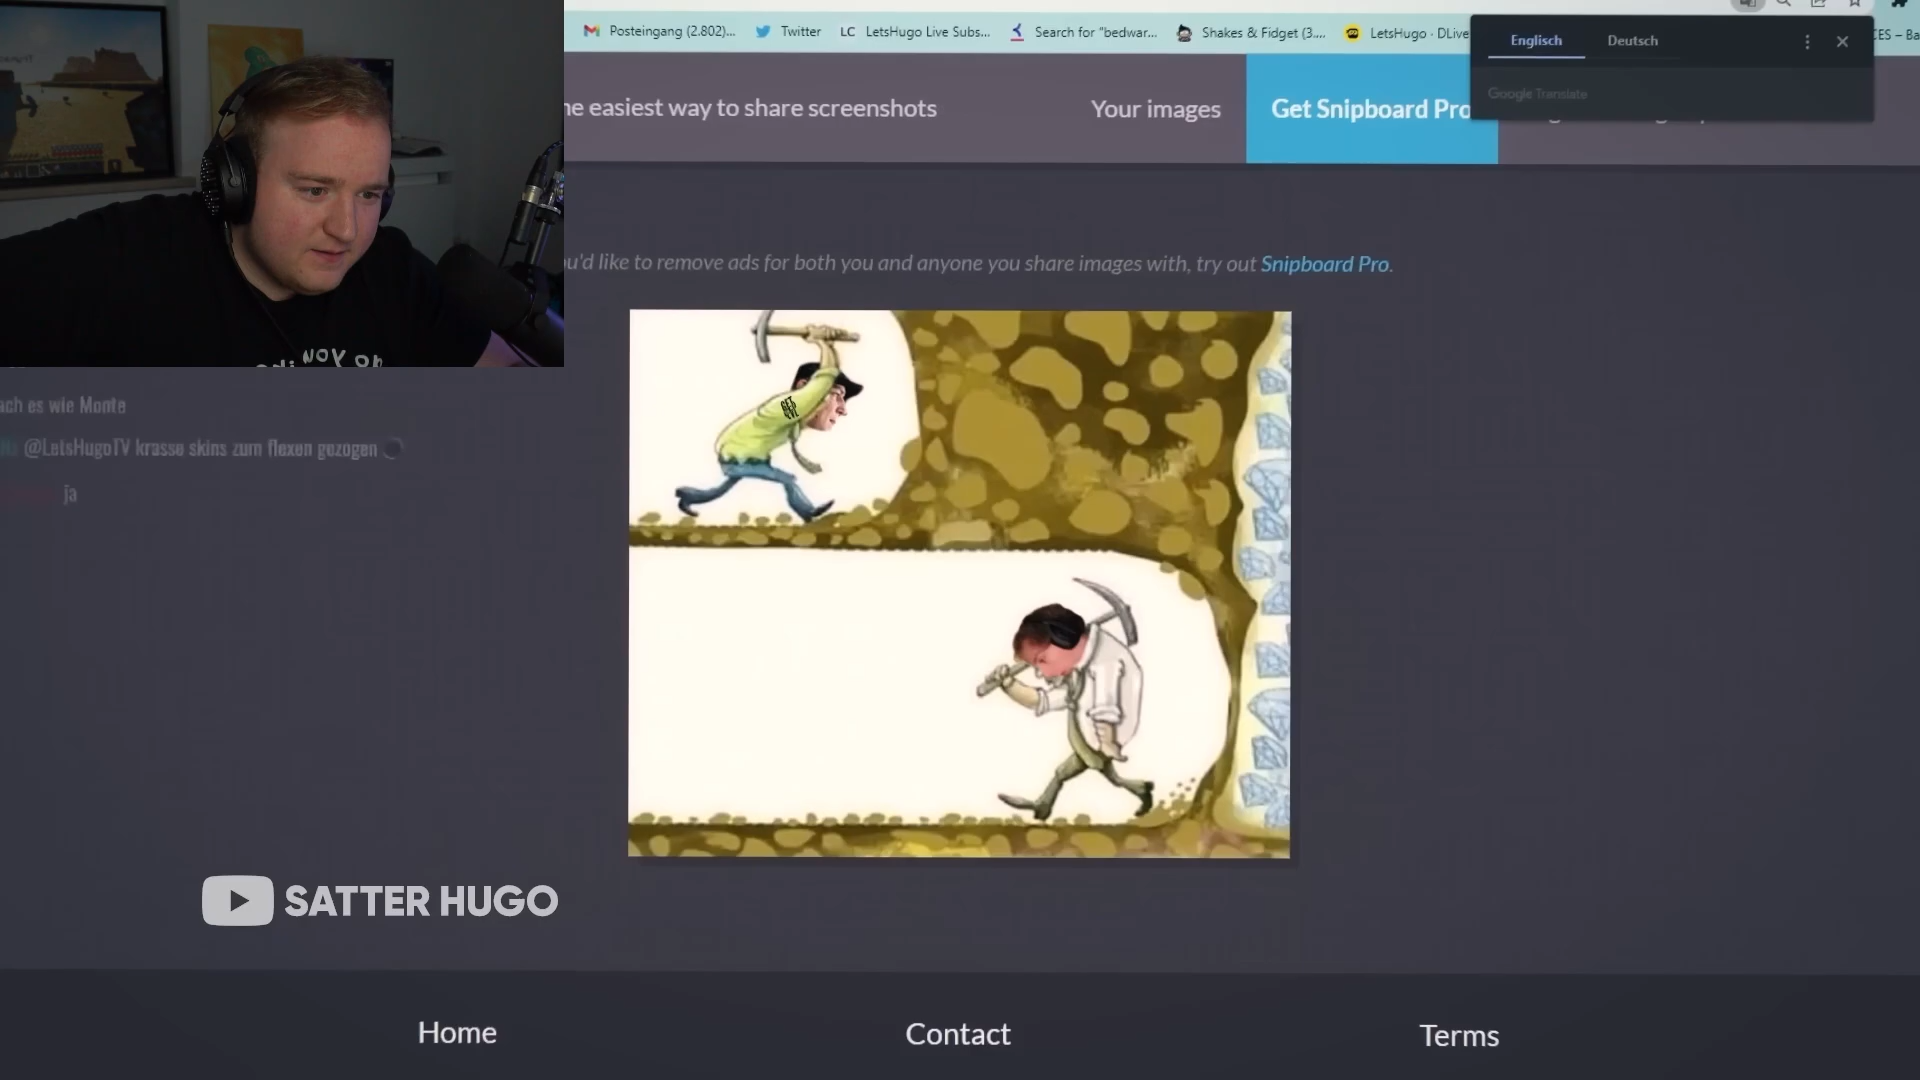 Posteingang (2.802)...
Twitter
LC LetsHugo Live Subs...
Search for "bedwar...
Shakes & Fidget (3....
LetsHugo · DLive
Englisch
Deutsch
Google Translate
he easiest way to share screenshots
Your images
Get Snipboard Pro
ou'd like to remove ads for both you and anyone you share images with, try out Snipboard Pro.
ach es wie Monte
@LetsHugoTV krasse skins zum flexen gezogen
ja
SATTER HUGO
Home
Contact
Terms